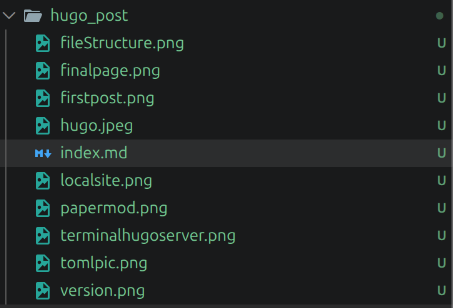 hugo_post
fileStructure.png U
finalpage.png U
firstpost.png U
hugo.jpeg U
index.md U
localsite.png U
papermod.png U
terminalhugoserver.png U
tomlpic.png U
version.png U